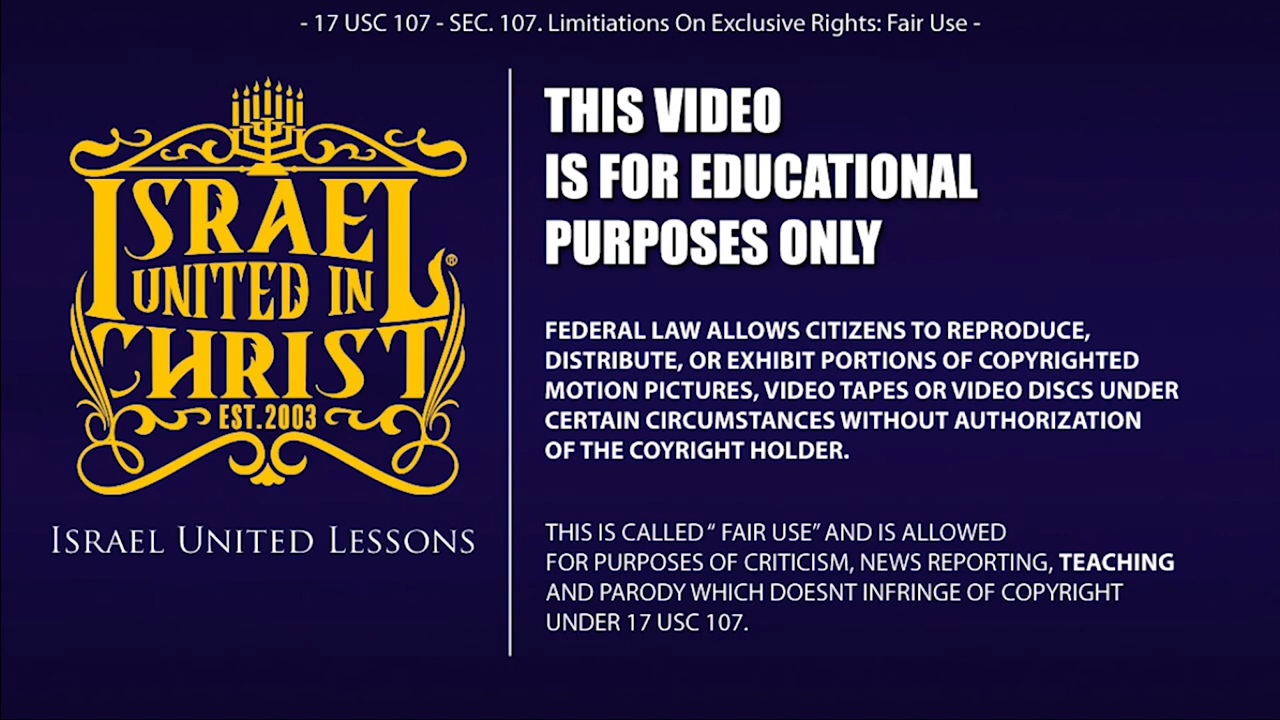 - 17 USC 107 - SEC. 107. Limitiations On Exclusive Rights: Fair Use -
ISRAEL
UNITED IN
CHRIST
®
EST.2003
ISRAEL UNITED LESSONS
THIS VIDEO
IS FOR EDUCATIONAL
PURPOSES ONLY
FEDERAL LAW ALLOWS CITIZENS TO REPRODUCE,
DISTRIBUTE, OR EXHIBIT PORTIONS OF COPYRIGHTED
MOTION PICTURES, VIDEO TAPES OR VIDEO DISCS UNDER
CERTAIN CIRCUMSTANCES WITHOUT AUTHORIZATION
OF THE COYRIGHT HOLDER.
THIS IS CALLED “ FAIR USE” AND IS ALLOWED
FOR PURPOSES OF CRITICISM, NEWS REPORTING, TEACHING
AND PARODY WHICH DOESNT INFRINGE OF COPYRIGHT
UNDER 17 USC 107.